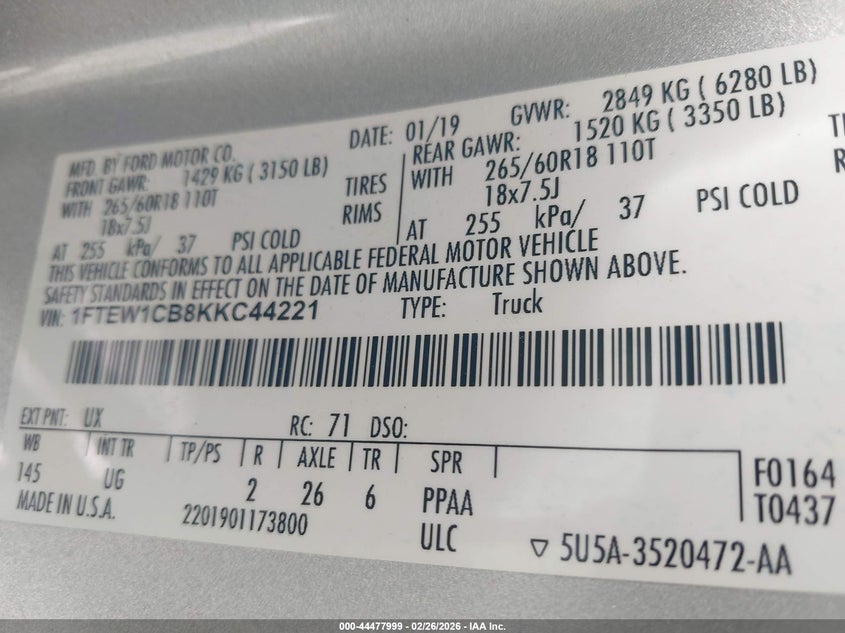 MFD. BY FORD MOTOR CO.
DATE: 01/19
GVWR: 2849 KG ( 6280 LB)
FRONT GAWR: 1429 KG ( 3150 LB)
WITH 265/60R18 110T TIRES
18x7.5J RIMS
AT 255 kPa/ 37 PSI COLD
REAR GAWR: 1520 KG ( 3350 LB)
WITH 265/60R18 110T
18x7.5J
AT 255 kPa/ 37 PSI COLD
THIS VEHICLE CONFORMS TO ALL APPLICABLE FEDERAL MOTOR VEHICLE
SAFETY STANDARDS IN EFFECT ON THE DATE OF MANUFACTURE SHOWN ABOVE.
VIN: 1FTEW1CB8KKC44221 TYPE: Truck
EXT PNT: UX RC: 71 DSO:
WB INT TR TP/PS R AXLE TR SPR
145 UG 2 26 6 PPAA
F0164
T0437
MADE IN U.S.A. 2201901173800 ULC
▽ 5U5A-3520472-AA
000-44477999 - 02/26/2026 - IAA Inc.